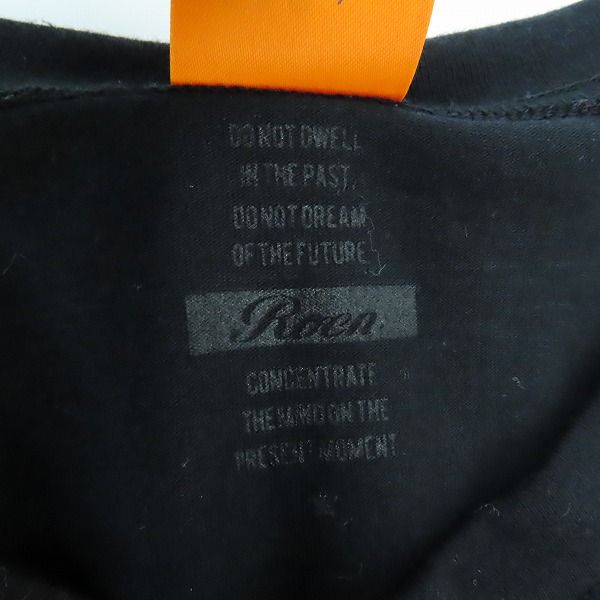 DO NOT DWELL
IN THE PAST,
DO NOT DREAM
OF THE FUTURE,
Roen.
CONCENTRATE
THE MIND ON THE
PRESENT MOMENT.